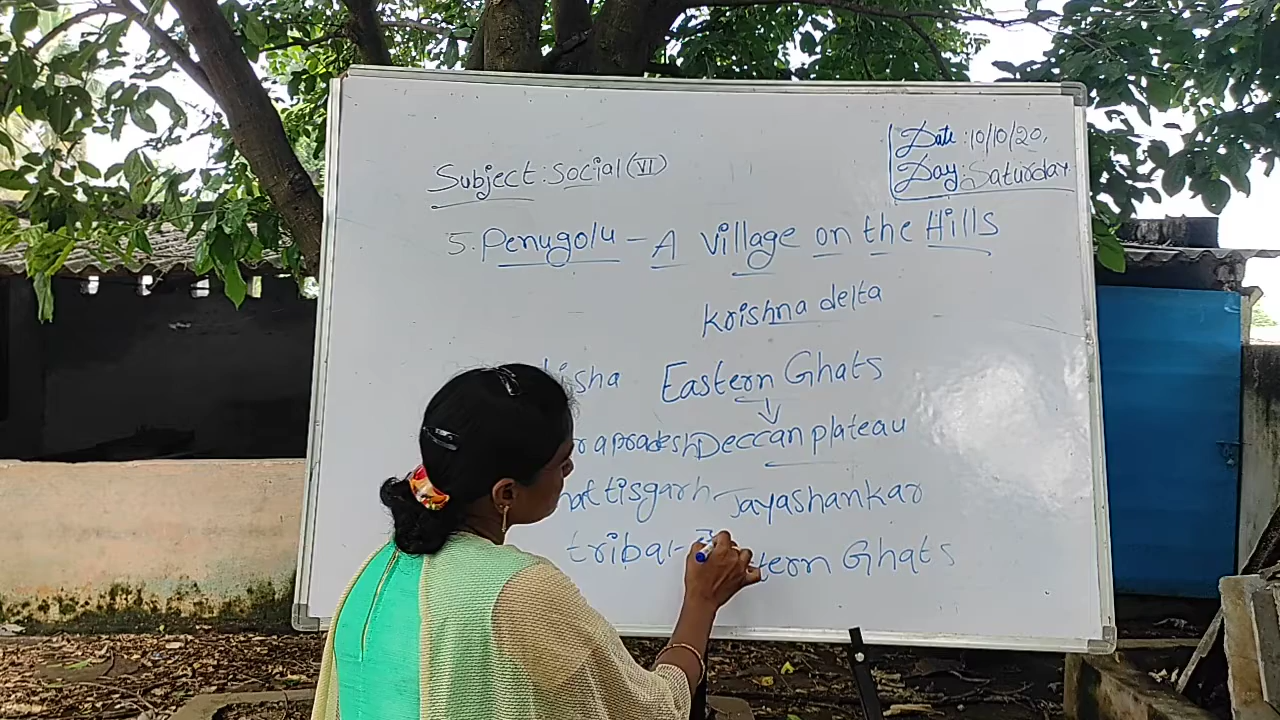 Date : 10/10/20.
Day : Saturday
Subject : Social (VI)
5. Penugolu - A Village on the Hills
Krishna delta
Eastern Ghats
Deccan plateau
Jayashankar
tribal- Ghats